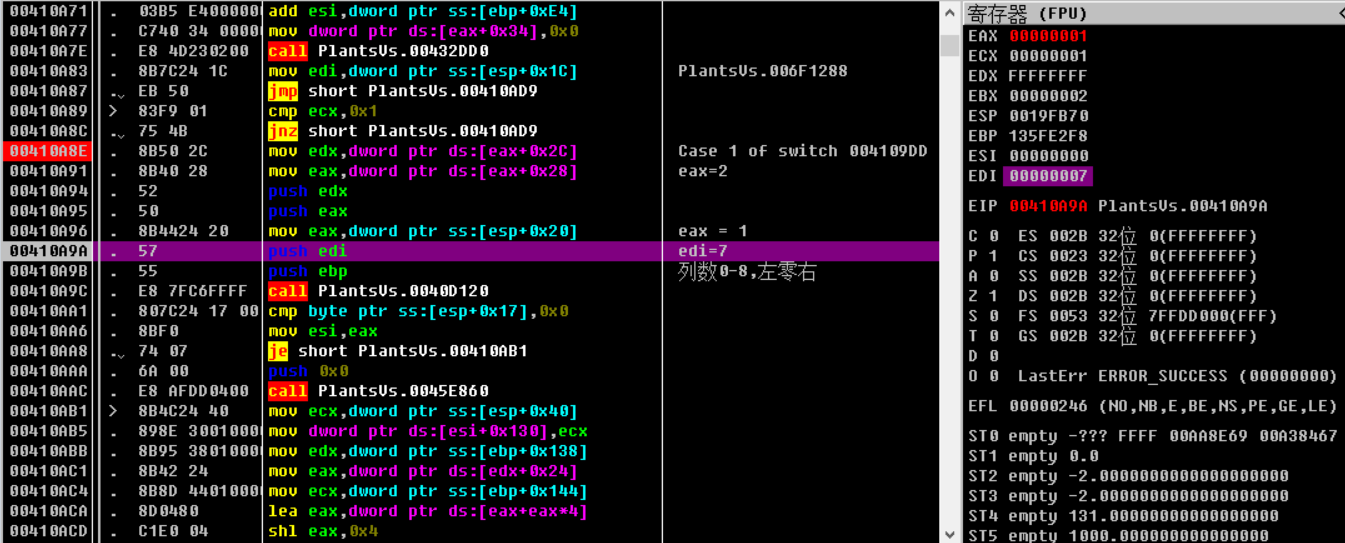 00410A71 . 03B5 E400000 add esi,dword ptr ss:[ebp+0xE4]
00410A77 . C740 34 0000 mov dword ptr ds:[eax+0x34],0x0
00410A7E . E8 4D230200 call PlantsVs.00432DD0
00410A83 . 8B7C24 1C mov edi,dword ptr ss:[esp+0x1C] PlantsVs.006F1288
00410A87 .⌄ EB 50 jmp short PlantsVs.00410AD9
00410A89 > 83F9 01 cmp ecx,0x1
00410A8C .⌄ 75 4B jnz short PlantsVs.00410AD9
00410A8E . 8B50 2C mov edx,dword ptr ds:[eax+0x2C] Case 1 of switch 004109DD
00410A91 . 8B40 28 mov eax,dword ptr ds:[eax+0x28] eax=2
00410A94 . 52 push edx
00410A95 . 50 push eax
00410A96 . 8B4424 20 mov eax,dword ptr ss:[esp+0x20] eax = 1
00410A9A . 57 push edi edi=7
00410A9B . 55 push ebp 列数0-8,左零右
00410A9C . E8 7FC6FFFF call PlantsVs.0040D120
00410AA1 . 807C24 17 00 cmp byte ptr ss:[esp+0x17],0x0
00410AA6 . 8BF0 mov esi,eax
00410AA8 .⌄ 74 07 je short PlantsVs.00410AB1
00410AAA . 6A 00 push 0x0
00410AAC . E8 AFDD0400 call PlantsVs.0045E860
00410AB1 > 8B4C24 40 mov ecx,dword ptr ss:[esp+0x40]
00410AB5 . 898E 3001000 mov dword ptr ds:[esi+0x130],ecx
00410ABB . 8B95 3801000 mov edx,dword ptr ss:[ebp+0x138]
00410AC1 . 8B42 24 mov eax,dword ptr ds:[edx+0x24]
00410AC4 . 8B8D 4401000 mov ecx,dword ptr ss:[ebp+0x144]
00410ACA . 8D0480 lea eax,dword ptr ds:[eax+eax*4]
00410ACD . C1E0 04 shl eax,0x4
寄存器 (FPU)
EAX 00000001
ECX 00000001
EDX FFFFFFFF
EBX 00000002
ESP 0019FB70
EBP 135FE2F8
ESI 00000000
EDI 00000007
EIP 00410A9A PlantsVs.00410A9A
C 0 ES 002B 32位 0(FFFFFFFF)
P 1 CS 0023 32位 0(FFFFFFFF)
A 0 SS 002B 32位 0(FFFFFFFF)
Z 1 DS 002B 32位 0(FFFFFFFF)
S 0 FS 0053 32位 7FFDD000(FFF)
T 0 GS 002B 32位 0(FFFFFFFF)
D 0
O 0 LastErr ERROR_SUCCESS (00000000)
EFL 00000246 (NO,NB,E,BE,NS,PE,GE,LE)
ST0 empty -??? FFFF 00AA8E69 00A38467
ST1 empty 0.0
ST2 empty -2.0000000000000000000
ST3 empty -2.0000000000000000000
ST4 empty 131.00000000000000000
ST5 empty 1000.0000000000000000